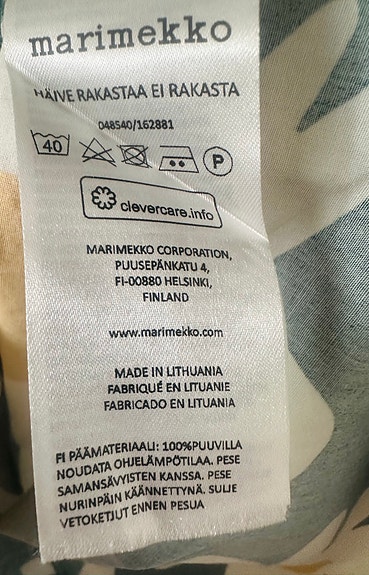 marimekko
HÄIVE RAKASTAA EI RAKASTA
048540/162881
40 P
clevercare.info
MARIMEKKO CORPORATION,
PUUSEPÄNKATU 4,
FI-00880 HELSINKI,
FINLAND
www.marimekko.com
MADE IN LITHUANIA
FABRIQUÉ EN LITUANIE
FABRICADO EN LITUANIA
FI PÄÄMATERIAALI: 100%PUUVILLA
NOUDATA OHJELÄMPÖTILAA. PESE
SAMANSÄVYISTEN KANSSA. PESE
NURINPÄIN KÄÄNNETTYNÄ. SULJE
VETOKETJUT ENNEN PESUA